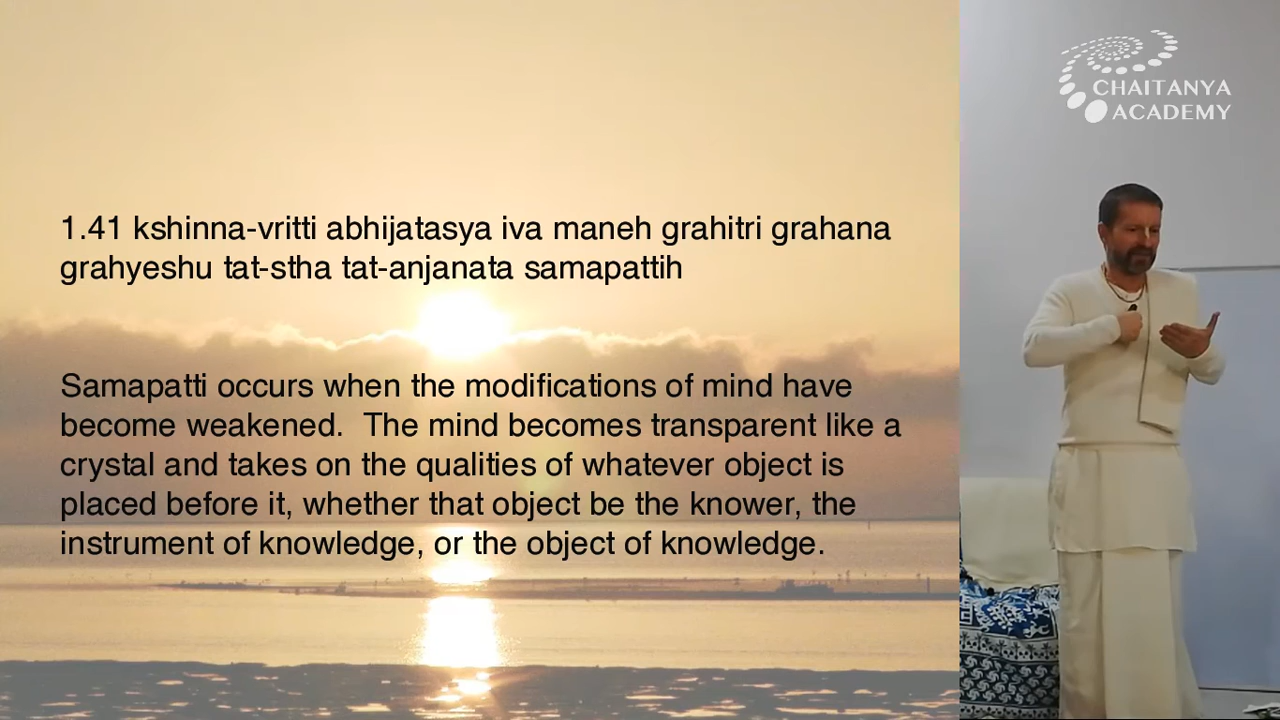 CHAITANYA
ACADEMY
1.41 kshinna-vritti abhijatasya iva maneh grahitri grahana
grahyeshu tat-stha tat-anjanata samapattih
Samapatti occurs when the modifications of mind have
become weakened.  The mind becomes transparent like a
crystal and takes on the qualities of whatever object is
placed before it, whether that object be the knower, the
instrument of knowledge, or the object of knowledge.